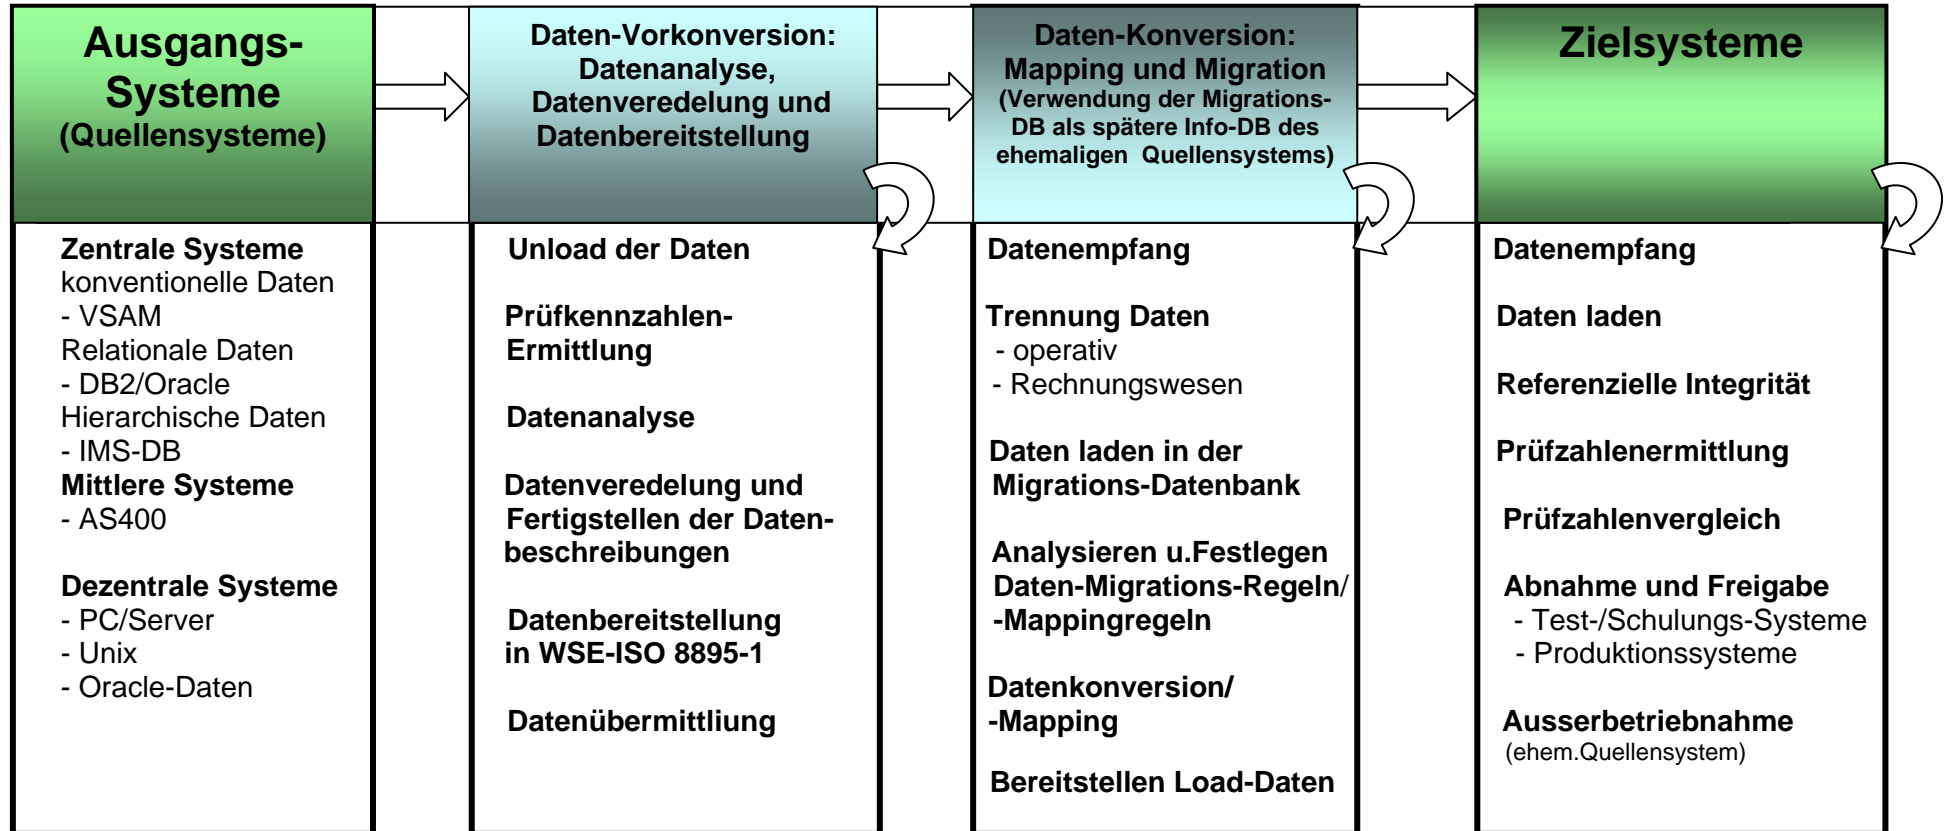 Ausgangs-
Systeme
(Quellensysteme)
Zentrale Systeme
konventionelle Daten
- VSAM
Relationale Daten
- DB2/Oracle
Hierarchische Daten
- IMS-DB
Mittlere Systeme
- AS400
Dezentrale Systeme
- PC/Server
- Unix
- Oracle-Daten
Daten-Vorkonversion:
Datenanalyse,
Datenveredelung und
Datenbereitstellung
Unload der Daten
Prüfkennzahlen-
Ermittlung
Datenanalyse
Datenveredelung und
Fertigstellen der Daten-
beschreibungen
Datenbereitstellung
in WSE-ISO 8895-1
Datenübermittliung
Daten-Konversion:
Mapping und Migration
(Verwendung der Migrations-
DB als spätere Info-DB des
ehemaligen Quellensystems)
Datenempfang
Trennung Daten
- operativ
- Rechnungswesen
Daten laden in der
Migrations-Datenbank
Analysieren u.Festlegen
Daten-Migrations-Regeln/
-Mappingregeln
Datenkonversion/
-Mapping
Bereitstellen Load-Daten
Zielsysteme
Datenempfang
Daten laden
Referenzielle Integrität
Prüfzahlenermittlung
Prüfzahlenvergleich
Abnahme und Freigabe
- Test-/Schulungs-Systeme
- Produktionssysteme
Ausserbetriebnahme
(ehem.Quellensystem)